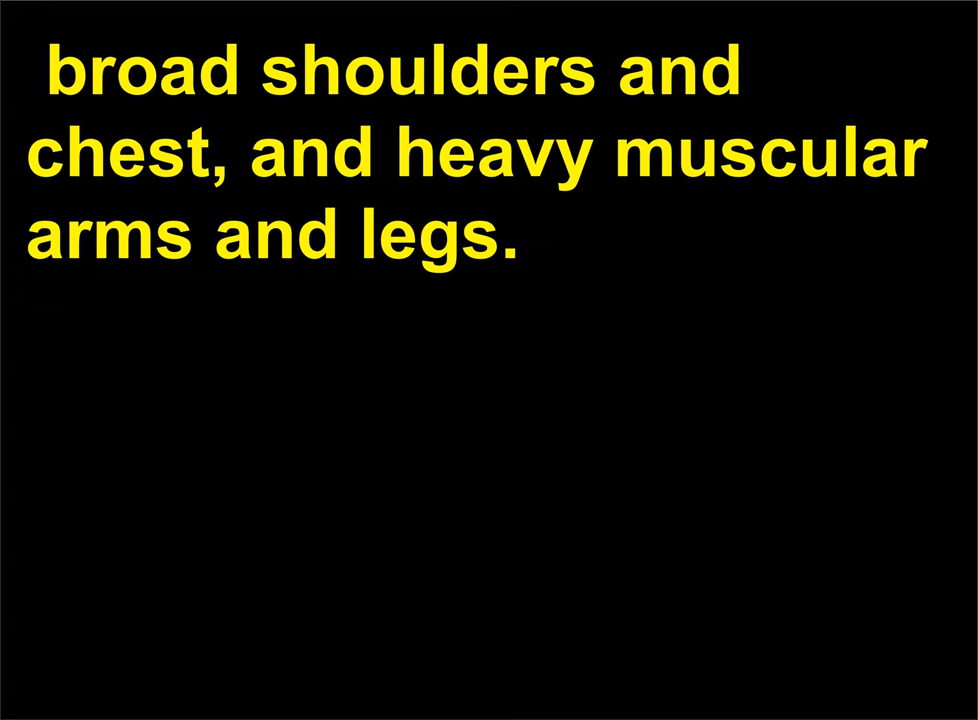 broad shoulders and
chest, and heavy muscular
arms and legs.